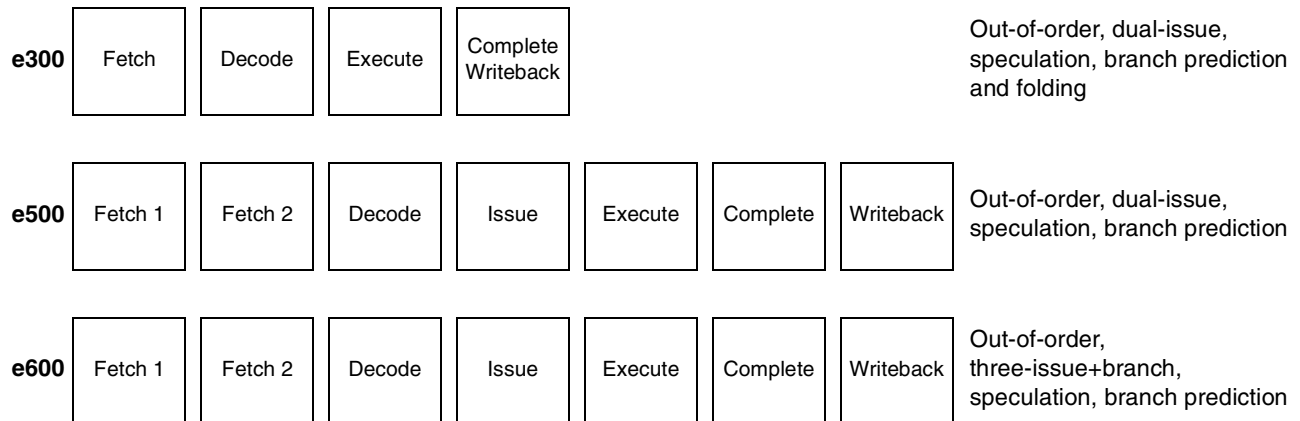 e300
Fetch
Decode
Execute
Complete
Writeback
Out-of-order, dual-issue,
speculation, branch prediction
and folding
e500
Fetch 1
Fetch 2
Decode
Issue
Execute
Complete
Writeback
Out-of-order, dual-issue,
speculation, branch prediction
e600
Fetch 1
Fetch 2
Decode
Issue
Execute
Complete
Writeback
Out-of-order,
three-issue+branch,
speculation, branch prediction